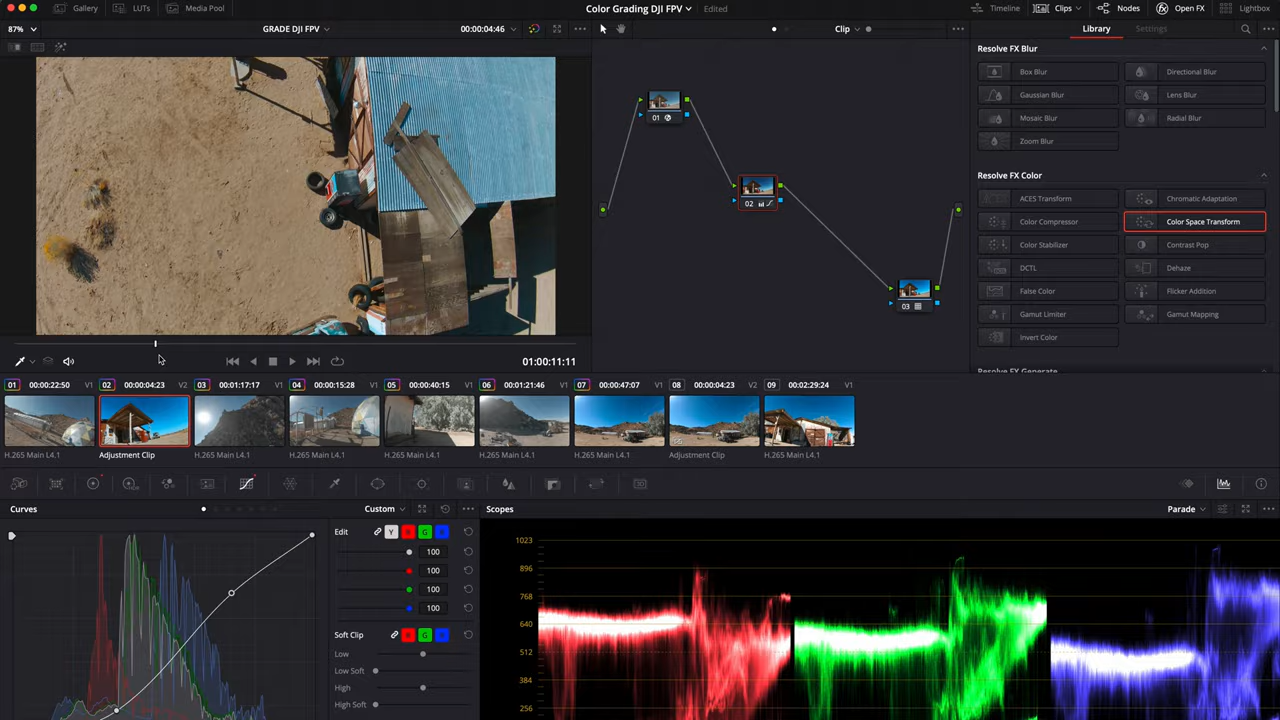 Gallery LUTs Media Pool Color Grading DJI FPV Edited Timeline Clips Nodes Open FX Lightbox
87% GRADE DJI FPV 00:00:04:46 Clip Library Settings
Resolve FX Blur
Box Blur Directional Blur
Gaussian Blur Lens Blur
Mosaic Blur Radial Blur
Zoom Blur
Resolve FX Color
ACES Transform Chromatic Adaptation
Color Compressor Color Space Transform
Color Stabilizer Contrast Pop
DCTL Dehaze
False Color Flicker Addition
Gamut Limiter Gamut Mapping
Invert Color
Resolve FX Generate
01
02
03
01:00:11:11
01 00:00:22:50 V1 02 00:00:04:23 V2 03 00:01:17:17 V1 04 00:00:15:28 V1 05 00:00:40:15 V1 06 00:01:21:46 V1 07 00:00:47:07 V1 08 00:00:04:23 V2 09 00:02:29:24 V1
H.265 Main L4.1 Adjustment Clip H.265 Main L4.1 H.265 Main L4.1 H.265 Main L4.1 H.265 Main L4.1 H.265 Main L4.1 Adjustment Clip H.265 Main L4.1
Curves Custom Scopes Parade
Edit Y
100
100
100
100
Soft Clip
Low
Low Soft
High
High Soft
1023
896
768
640
512
384
256